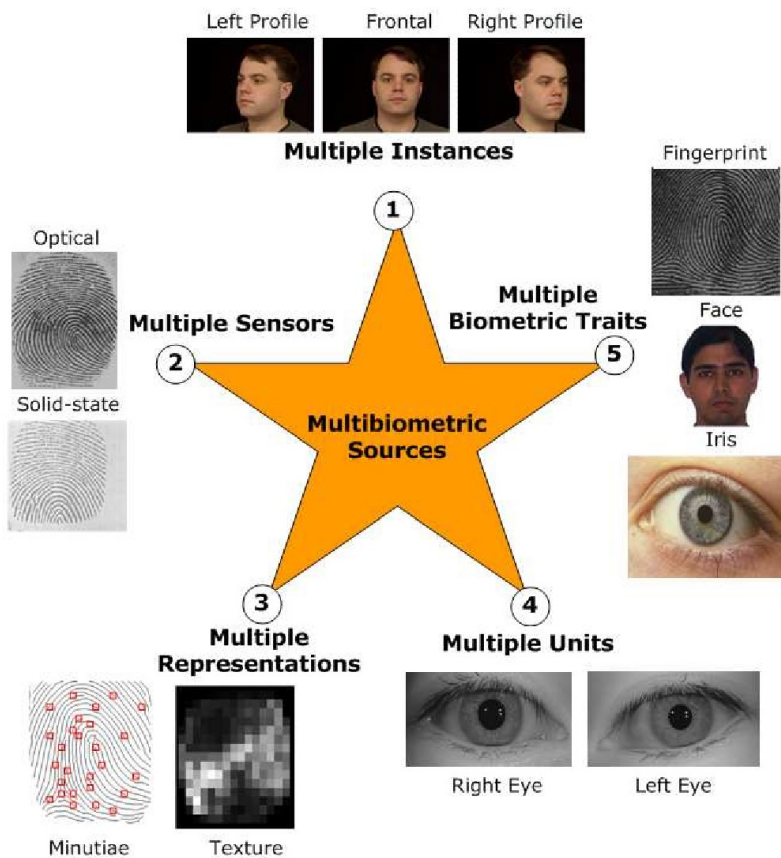 Left Profile
Frontal
Right Profile
Multiple Instances
1
Optical
Multiple Sensors
2
Solid-state
Fingerprint
Multiple
Biometric Traits
5
Face
Iris
Multibiometric
Sources
3
Multiple
Representations
Minutiae
Texture
4
Multiple Units
Right Eye
Left Eye